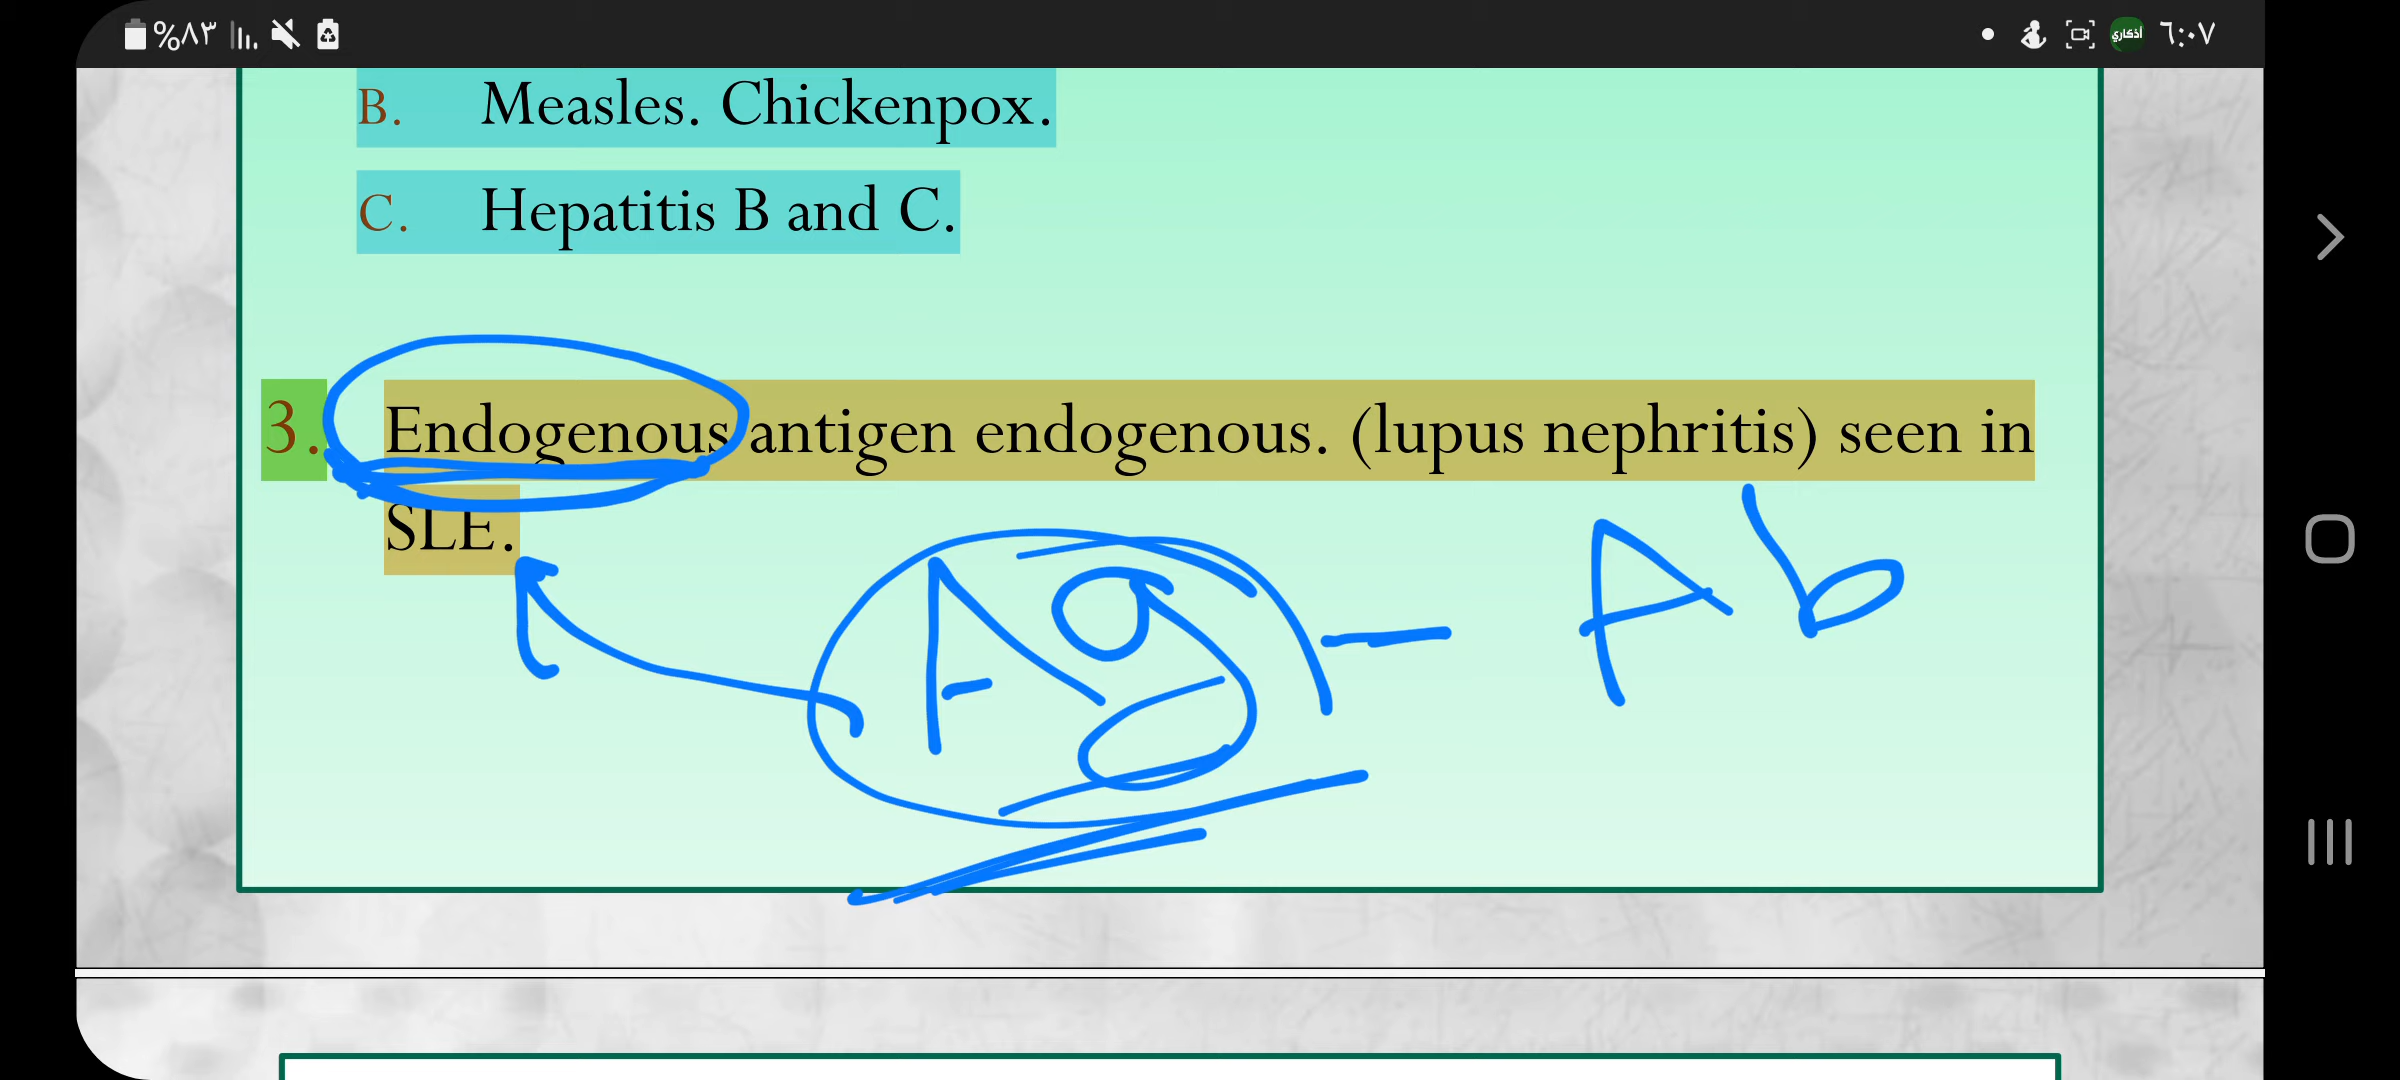 %٨٣
أذكاري ٦:٠٧
B. Measles. Chickenpox.
C. Hepatitis B and C.
3. Endogenous antigen endogenous. (lupus nephritis) seen in
SLE.
Ag - Ab